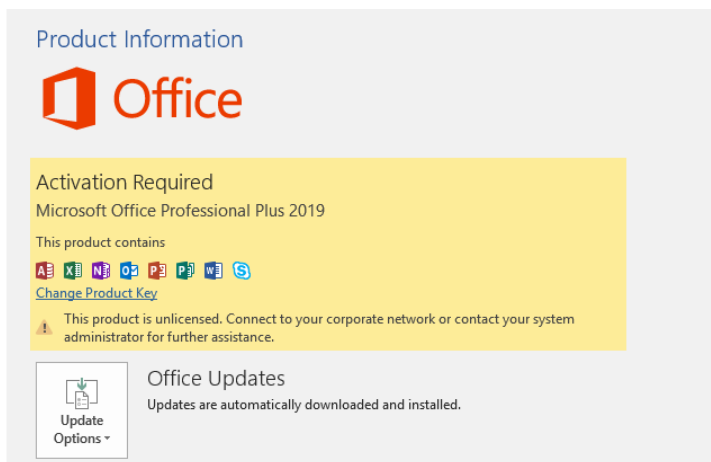 Product Information
Office
Activation Required
Microsoft Office Professional Plus 2019
This product contains
Change Product Key
This product is unlicensed. Connect to your corporate network or contact your system
administrator for further assistance.
Office Updates
Updates are automatically downloaded and installed.
Update
Options